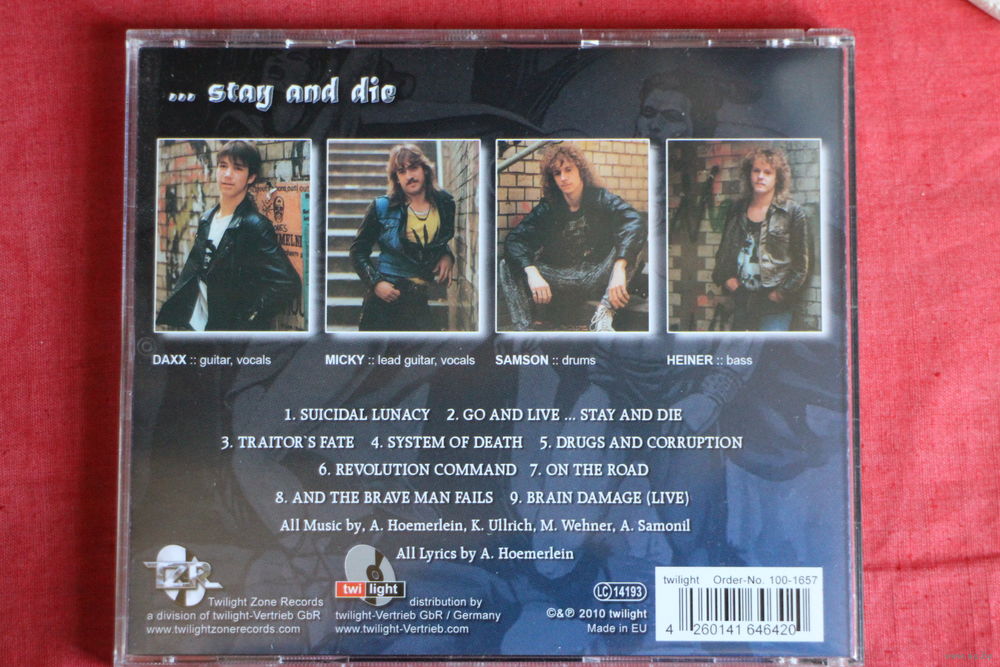 ... stay and die
DAXX :: guitar, vocals
MICKY :: lead guitar, vocals
SAMSON :: drums
HEINER :: bass
1. SUICIDAL LUNACY 2. GO AND LIVE ... STAY AND DIE
3. TRAITOR`S FATE 4. SYSTEM OF DEATH 5. DRUGS AND CORRUPTION
6. REVOLUTION COMMAND 7. ON THE ROAD
8. AND THE BRAVE MAN FAILS 9. BRAIN DAMAGE (LIVE)
All Music by, A. Hoemerlein, K. Ullrich, M. Wehner, A. Samonil
All Lyrics by A. Hoemerlein
TZR
Twilight Zone Records
a division of twilight-Vertrieb GbR
www.twilightzonerecords.com
twilight
distribution by
twilight-Vertrieb GbR / Germany
www.twilight-Vertrieb.com
LC 14193
©&℗ 2010 twilight
Made in EU
twilight Order-No. 100-1657
4 260141 646420